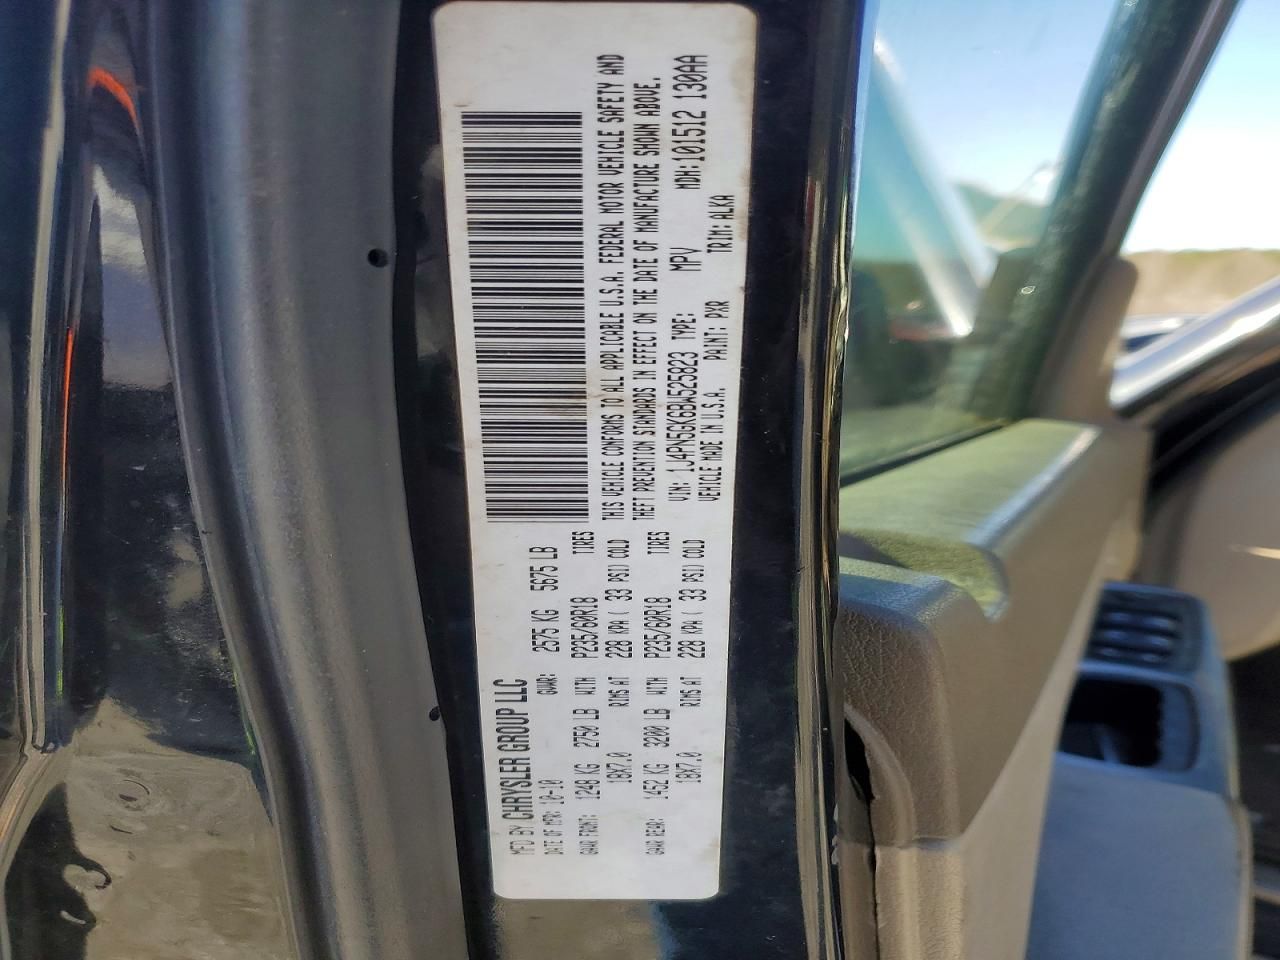 MFD BY CHRYSLER GROUP LLC
DATE OF MFR: 10-10 GVWR: 2575 KG 5675 LB
GAWR FRONT: 1248 KG 2750 LB WITH P235/60R18 TIRES
18X7.0 RIMS AT 228 KPA ( 33 PSI) COLD
GAWR REAR: 1452 KG 3200 LB WITH P235/60R18 TIRES
18X7.0 RIMS AT 228 KPA ( 33 PSI) COLD
THIS VEHICLE CONFORMS TO ALL APPLICABLE U.S.A. FEDERAL MOTOR VEHICLE SAFETY AND
THEFT PREVENTION STANDARDS IN EFFECT ON THE DATE OF MANUFACTURE SHOWN ABOVE.
VIN: 1J4PN5GK6BW525823 TYPE: MPV MDH: 101512 130AA
VEHICLE MADE IN U.S.A. PAINT: PXR TRIM: ALKA